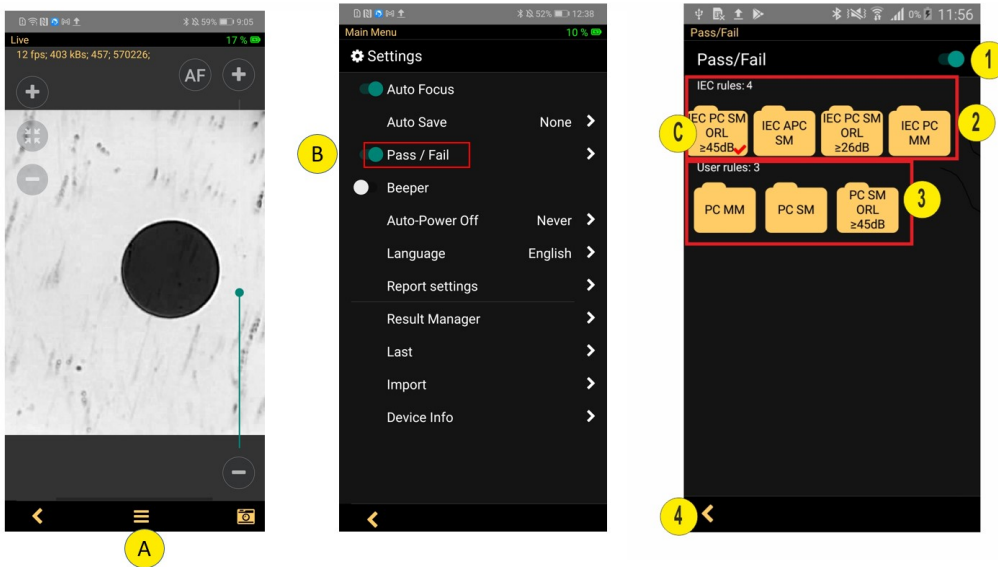 59% 9:05
Live
17 %
12 fps; 403 kBs; 457; 570226;
AF
A
52% 12:38
Main Menu
10 %
Settings
Auto Focus
Auto Save None
B
Pass / Fail
Beeper
Auto-Power Off Never
Language English
Report settings
Result Manager
Last
Import
Device Info
0% 11:56
Pass/Fail
Pass/Fail
1
IEC rules: 4
C
IEC PC SM
ORL
≥45dB
IEC APC
SM
IEC PC SM
ORL
≥26dB
IEC PC
MM
2
User rules: 3
PC MM
PC SM
PC SM
ORL
≥45dB
3
4